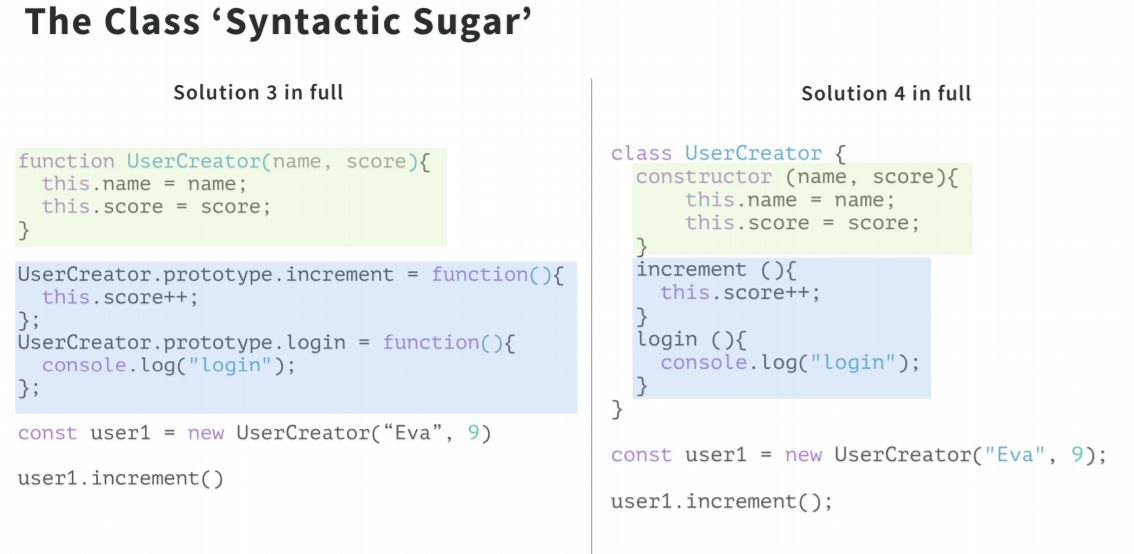 The Class ‘Syntactic Sugar’
Solution 3 in full
function UserCreator(name, score){
this.name = name;
this.score = score;
}
UserCreator.prototype.increment = function(){
this.score++;
};
UserCreator.prototype.login = function(){
console.log("login");
};
const user1 = new UserCreator(“Eva”, 9)
user1.increment()
Solution 4 in full
class UserCreator {
constructor (name, score){
this.name = name;
this.score = score;
}
increment (){
this.score++;
}
login (){
console.log("login");
}
}
const user1 = new UserCreator("Eva", 9);
user1.increment();